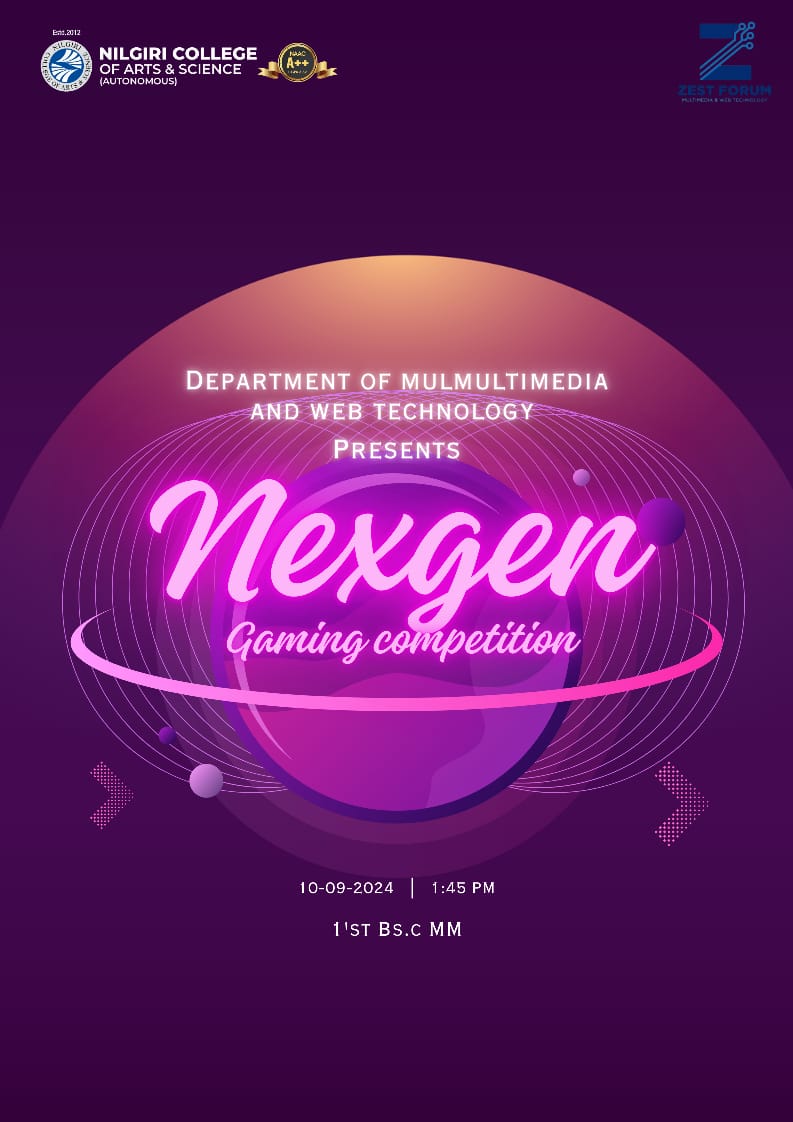 Estd.2012
NILGIRI COLLEGE
OF ARTS & SCIENCE
(AUTONOMOUS)
NAAC
A++
ZEST FORUM
MULTIMEDIA & WEB TECHNOLOGY
Department of mulmultimedia
and web technology
Presents
Nexgen
Gaming competition
10-09-2024 | 1:45 PM
1'st Bs.c MM